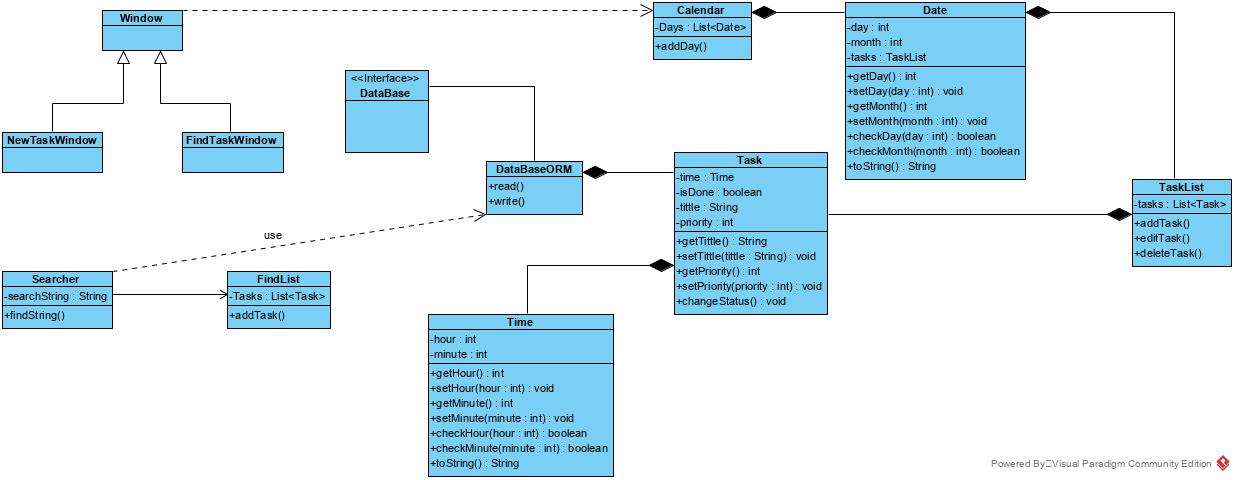 Window
NewTaskWindow
FindTaskWindow
<<Interface>>
DataBase
Calendar
-Days : List<Date>
+addDay()
Date
-day : int
-month : int
-tasks : TaskList
+getDay() : int
+setDay(day : int) : void
+getMonth() : int
+setMonth(month : int) : void
+checkDay(day : int) : boolean
+checkMonth(month : int) : boolean
+toString() : String
DataBaseORM
+read()
+write()
Task
-time : Time
-isDone : boolean
-tittle : String
-priority : int
+getTittle() : String
+setTittle(tittle : String) : void
+getPriority() : int
+setPriority(priority : int) : void
+changeStatus() : void
TaskList
-tasks : List<Task>
+addTask()
+editTask()
+deleteTask()
use
Searcher
-searchString : String
+findString()
FindList
-Tasks : List<Task>
+addTask()
Time
-hour : int
-minute : int
+getHour() : int
+setHour(hour : int) : void
+getMinute() : int
+setMinute(minute : int) : void
+checkHour(hour : int) : boolean
+checkMinute(minute : int) : boolean
+toString() : String
Powered By Visual Paradigm Community Edition